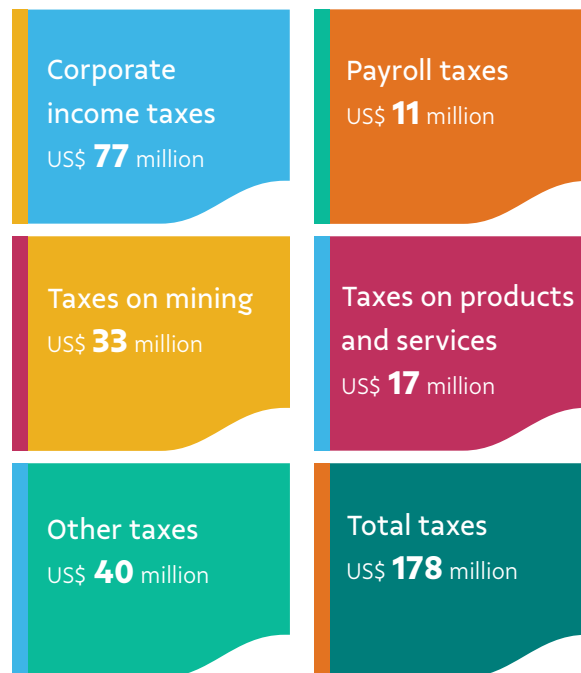 Corporate
income taxes
US$ 77 million
Payroll taxes
US$ 11 million
Taxes on mining
US$ 33 million
Taxes on products
and services
US$ 17 million
Other taxes
US$ 40 million
Total taxes
US$ 178 million